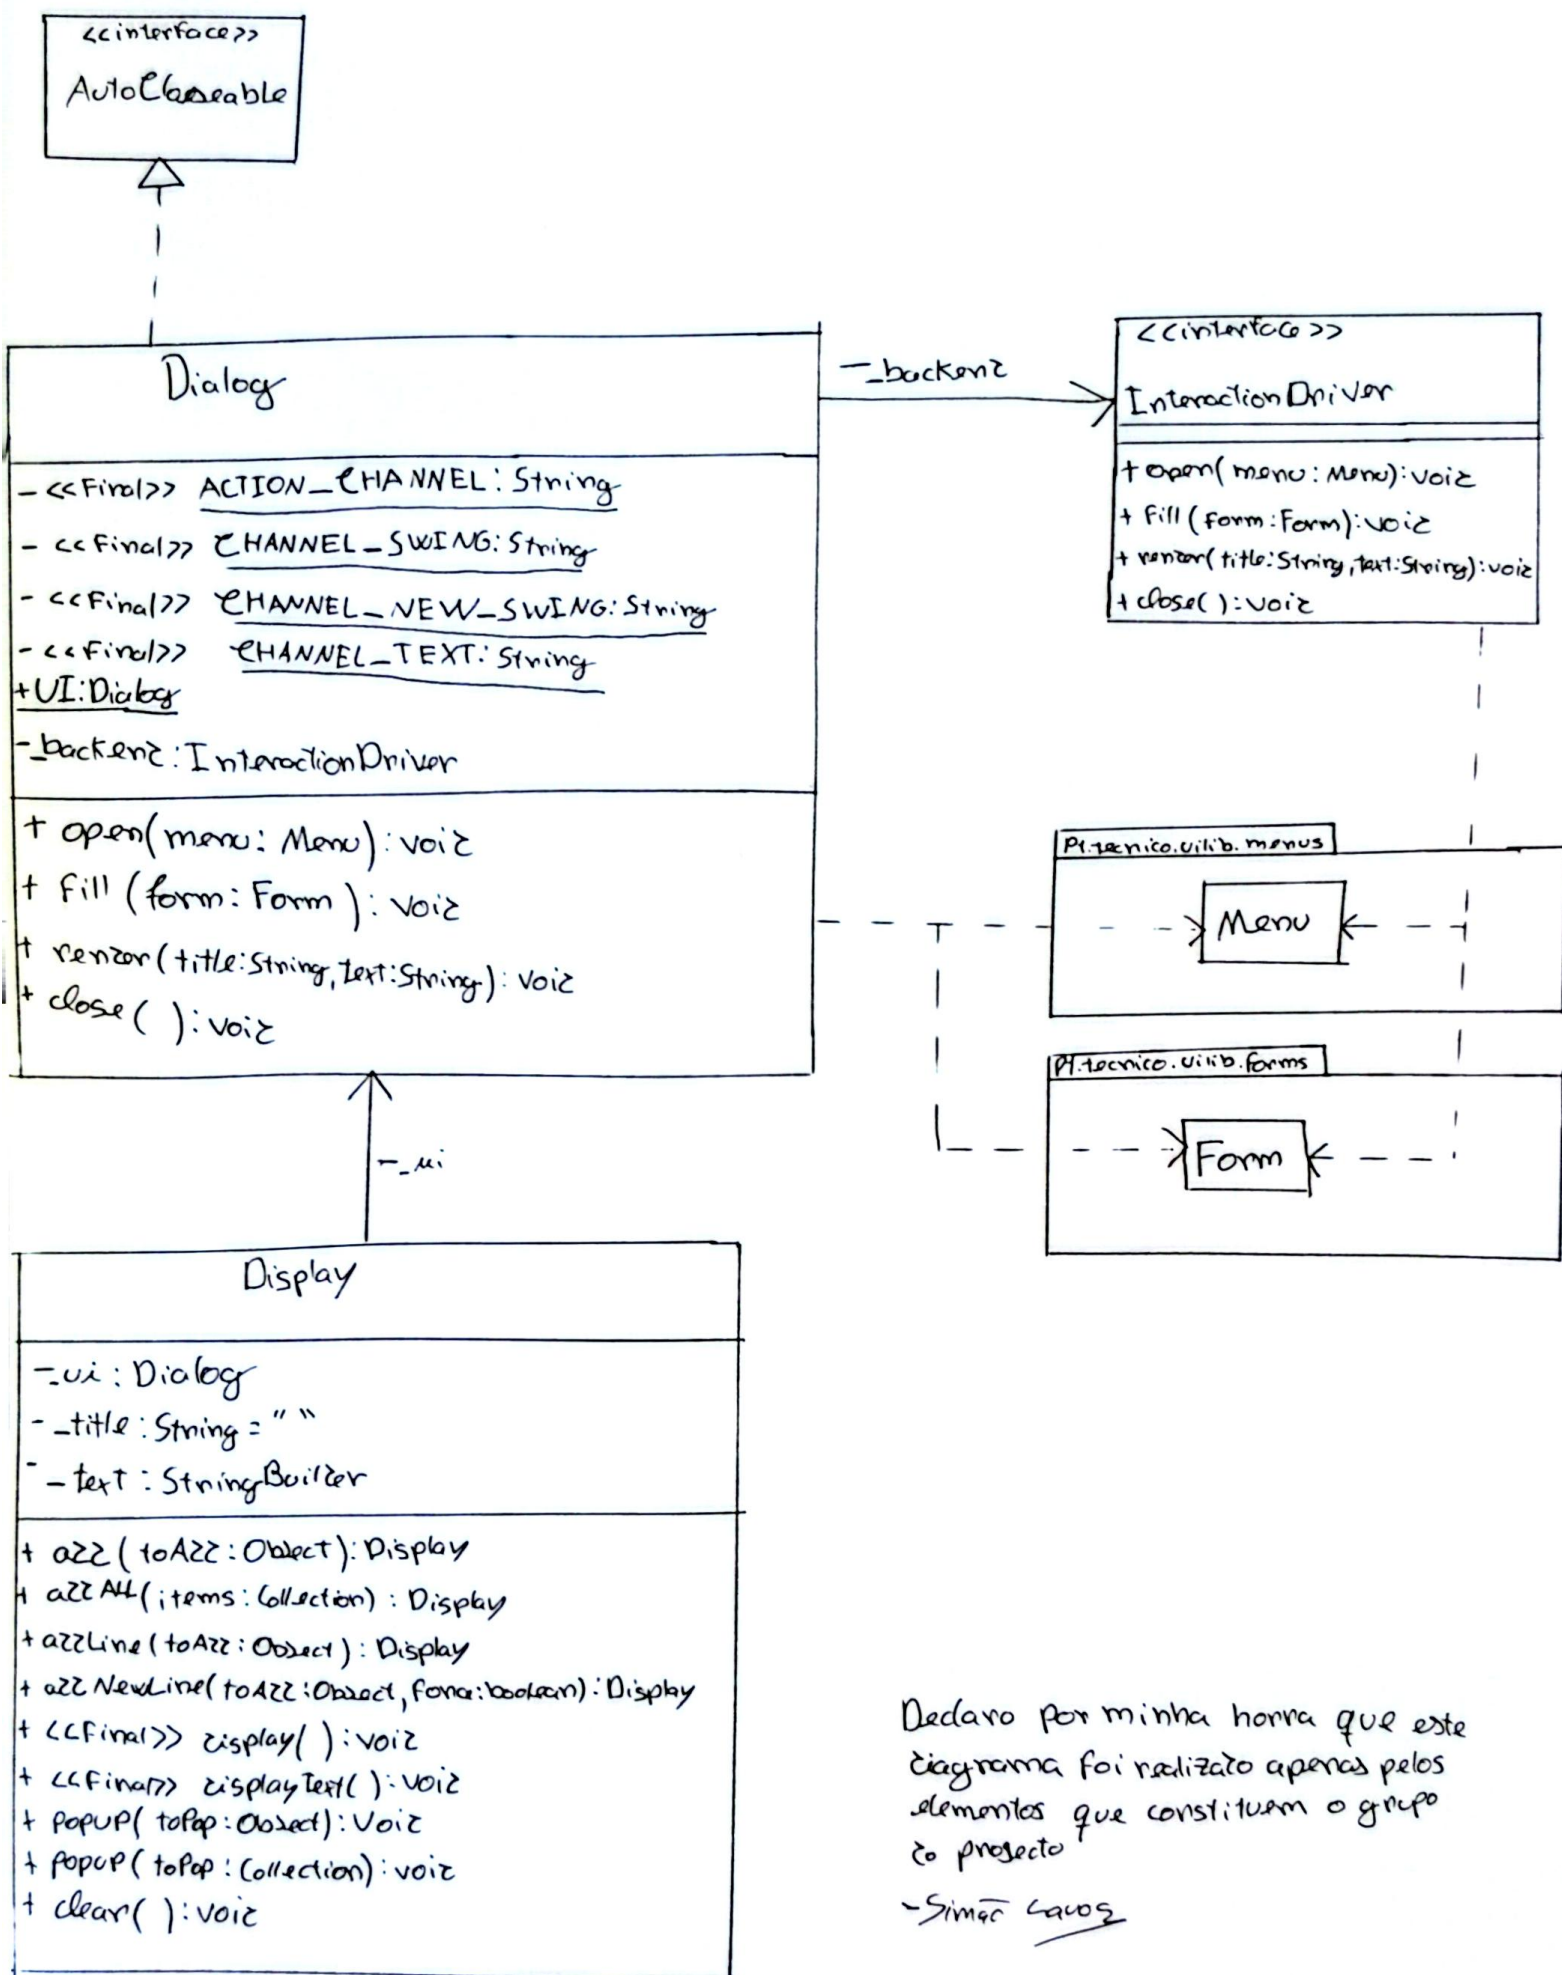 <<interface>>
AutoCloseable
Dialog
- <<Final>> ACTION_CHANNEL: String
- <<Final>> CHANNEL_SWING: String
- <<Final>> CHANNEL_NEW_SWING: String
- <<Final>> CHANNEL_TEXT: String
+UI:Dialog
-_backend: InteractionDriver
+ open(menu: Menu): void
+ fill (form: Form ): void
+ render(title:String, text:String): void
+ close( ): void
-_backend
<<interface>>
InteractionDriver
+ open( menu: Menu): void
+ fill (form:Form): void
+ render(title:String, text:String): void
+ close( ): void
pt.tecnico.uilib.menus
Menu
pt.tecnico.uilib.forms
Form
-_ui
Display
-_ui : Dialog
- _title : String = " "
- _text : StringBuilder
+ add( toAdd : Object): Display
+ addAll(items: Collection) : Display
+ addLine(toAdd : Object) : Display
+ addNewLine( toAdd :Object, force:boolean): Display
+ <<Final>> display( ): void
+ <<Final>> displayText( ): void
+ popup( toPop: Object): Void
+ popup( toPop : Collection): void
+ clear( ): void
Declaro por minha honra que este
diagrama foi realizado apenas pelos
elementos que constituem o grupo
do projecto
- Simão